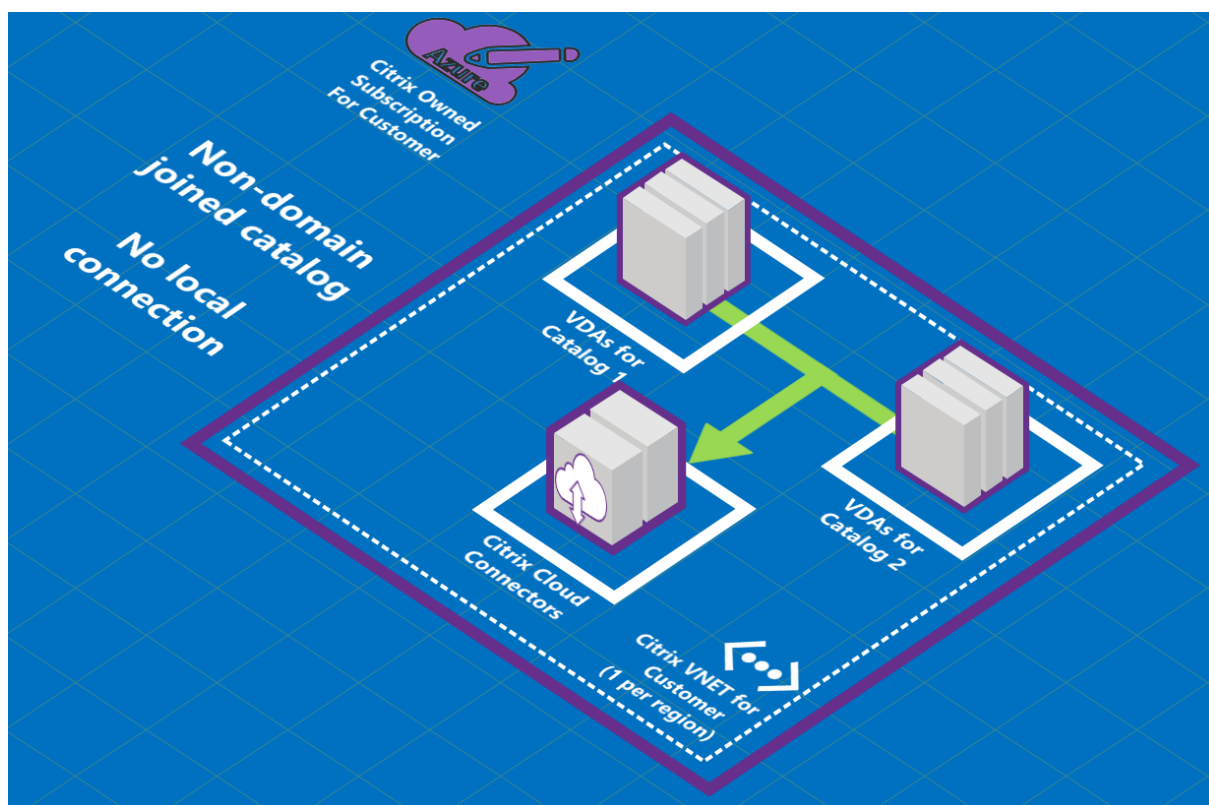 Azure
Citrix Owned
Subscription
For Customer
Non-domain
joined catalog
No local
connection
VDAs for
Catalog 1
VDAs for
Catalog 2
Citrix Cloud
Connectors
Citrix VNET for
Customer
(1 per region)